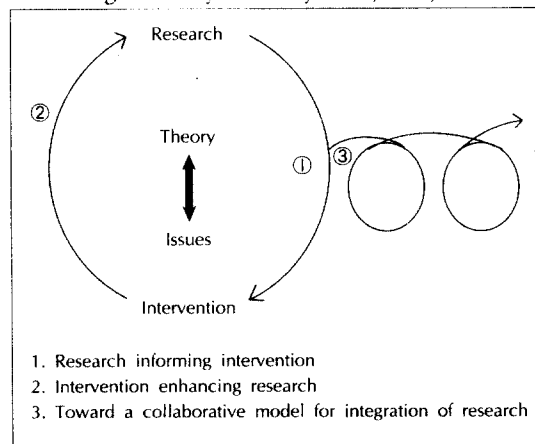 Research
②
Theory
①
③
Issues
Intervention
1. Research informing intervention
2. Intervention enhancing research
3. Toward a collaborative model for integration of research